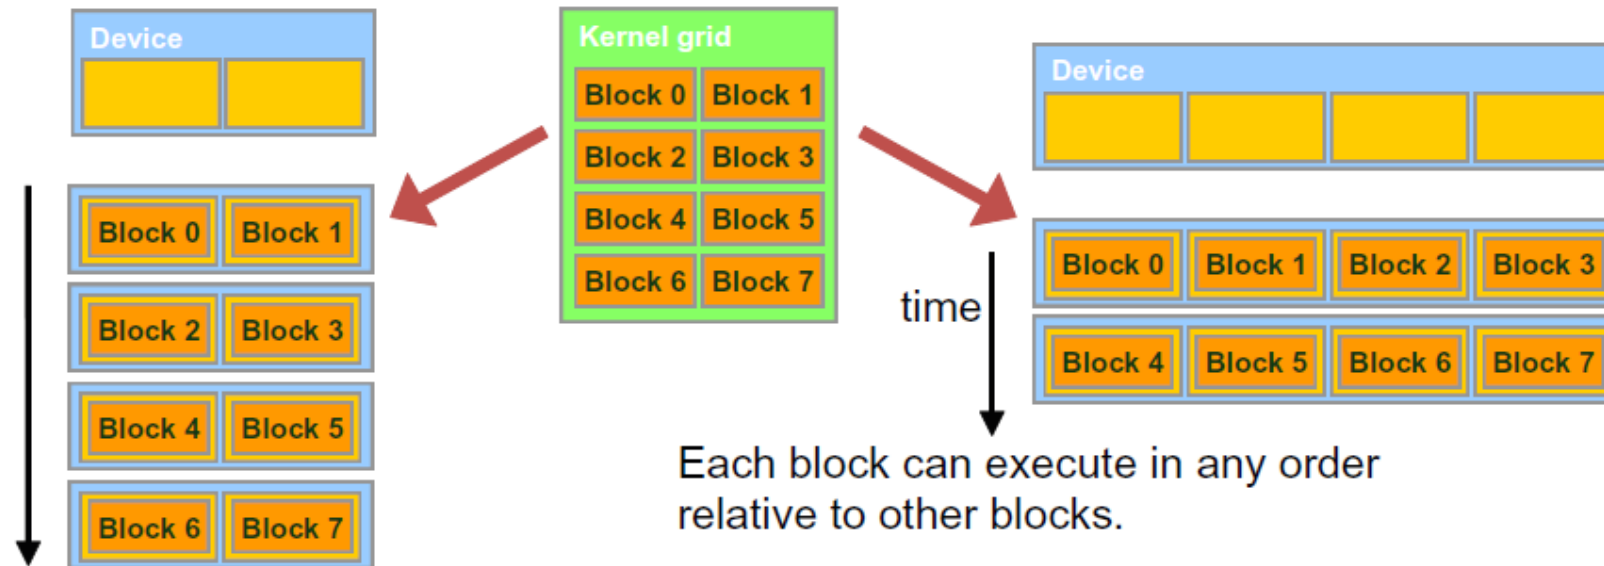 Device
Block 0 Block 1
Block 2 Block 3
Block 4 Block 5
Block 6 Block 7
Kernel grid
Block 0 Block 1
Block 2 Block 3
Block 4 Block 5
Block 6 Block 7
Device
time
Block 0 Block 1 Block 2 Block 3
Block 4 Block 5 Block 6 Block 7
Each block can execute in any order
relative to other blocks.